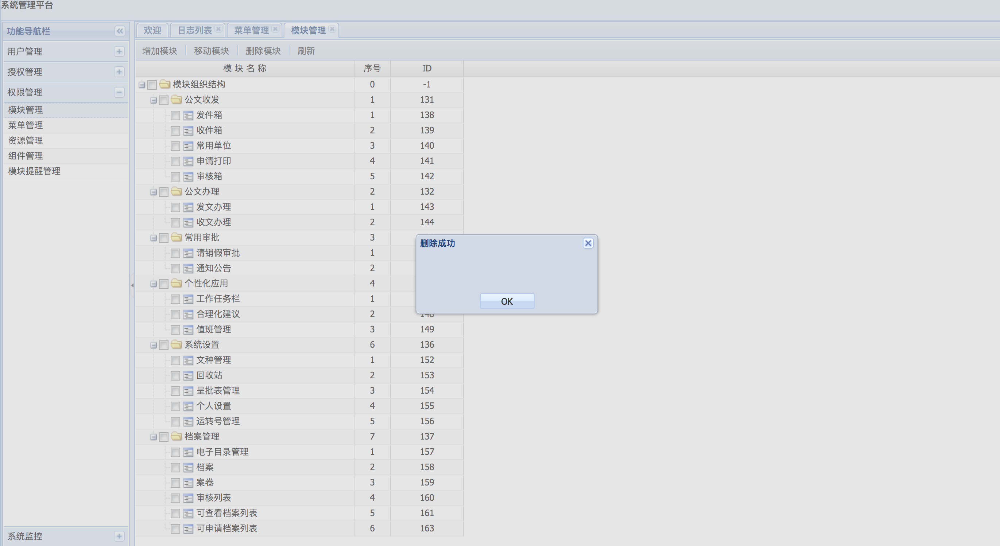 系统管理平台
功能导航栏
用户管理
授权管理
权限管理
模块管理
菜单管理
资源管理
组件管理
模块提醒管理
系统监控
欢迎 日志列表 菜单管理 模块管理
增加模块 移动模块 删除模块 刷新
模块名称 序号 ID
模块组织结构 0 -1
公文收发 1 131
发件箱 1 138
收件箱 2 139
常用单位 3 140
申请打印 4 141
审核箱 5 142
公文办理 2 132
发文办理 1 143
收文办理 2 144
常用审批 3
请销假审批 1
通知公告 2
个性化应用 4
工作任务栏 1
合理化建议 2 148
值班管理 3 149
系统设置 6 136
文种管理 1 152
回收站 2 153
呈批表管理 3 154
个人设置 4 155
运转号管理 5 156
档案管理 7 137
电子目录管理 1 157
档案 2 158
案卷 3 159
审核列表 4 160
可查看档案列表 5 161
可申请档案列表 6 163
删除成功
OK